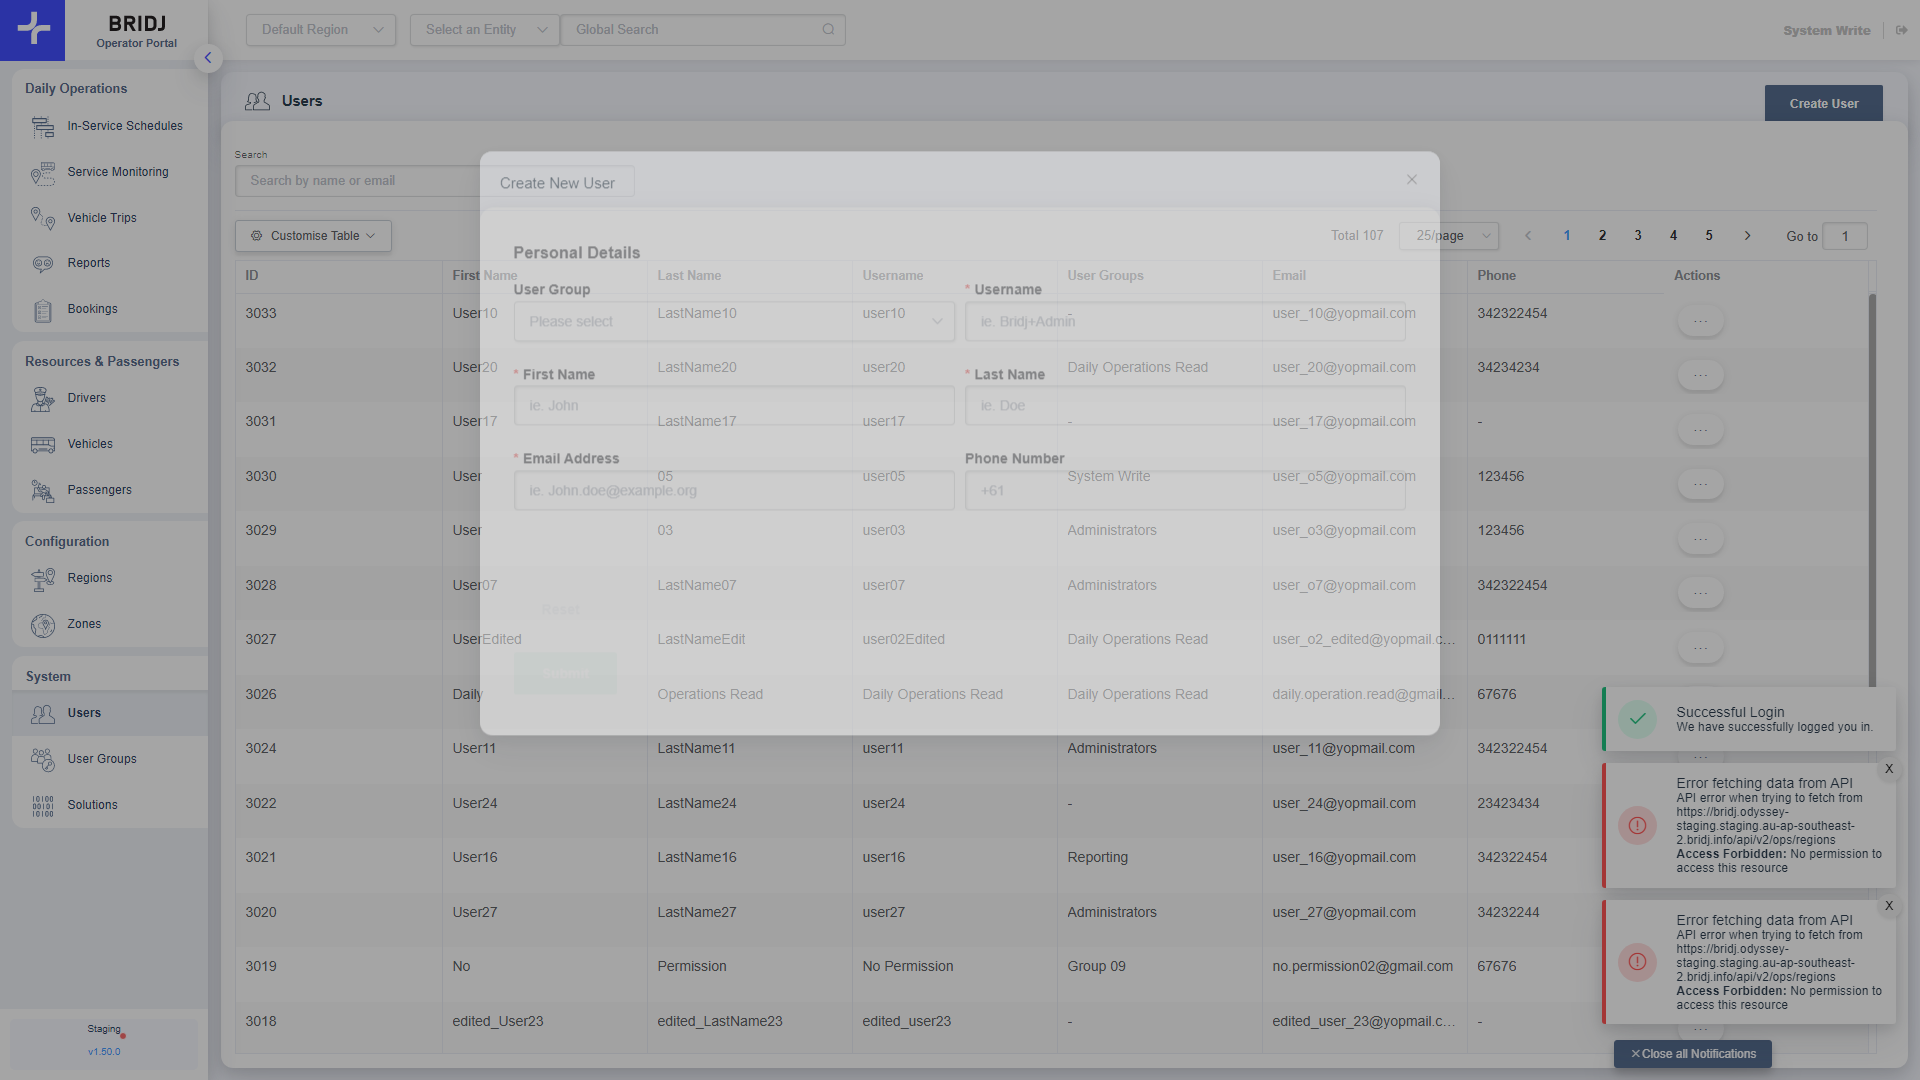 BRIDJ
Operator Portal
Default Region
Select an Entity
Global Search
System Write
Daily Operations
In-Service Schedules
Service Monitoring
Vehicle Trips
Reports
Bookings
Resources & Passengers
Drivers
Vehicles
Passengers
Configuration
Regions
Zones
System
Users
User Groups
Solutions
Staging
v1.50.0
Users
Create User
Search
Search by name or email
Customise Table
Total 107
25/page
1 2 3 4 5
Go to 1
ID First Name Last Name Username User Groups Email Phone Actions
3033 User10 LastName10 user10 - user_10@yopmail.com 342322454 ...
3032 User20 LastName20 user20 Daily Operations Read user_20@yopmail.com 34234234 ...
3031 User17 LastName17 user17 - user_17@yopmail.com - ...
3030 User 05 user05 System Write user_o5@yopmail.com 123456 ...
3029 User 03 user03 Administrators user_o3@yopmail.com 123456 ...
3028 User07 LastName07 user07 Administrators user_o7@yopmail.com 342322454 ...
3027 UserEdited LastNameEdit user02Edited Daily Operations Read user_o2_edited@yopmail.c... 0111111 ...
3026 Daily Operations Read Daily Operations Read Daily Operations Read daily.operation.read@gmail... 67676
3024 User11 LastName11 user11 Administrators user_11@yopmail.com 342322454 ...
3022 User24 LastName24 user24 - user_24@yopmail.com 23423434
3021 User16 LastName16 user16 Reporting user_16@yopmail.com 342322454
3020 User27 LastName27 user27 Administrators user_27@yopmail.com 34232244
3019 No Permission No Permission Group 09 no.permission02@gmail.com 67676
3018 edited_User23 edited_LastName23 edited_user23 - edited_user_23@yopmail.c... - ...
Create New User
Personal Details
User Group
Please select
* Username
ie. Bridj+Admin
* First Name
ie. John
* Last Name
ie. Doe
* Email Address
ie. John.doe@example.org
Phone Number
+61
Reset
Submit
Successful Login
We have successfully logged you in.
X
Error fetching data from API
API error when trying to fetch from
https://bridj.odyssey-
staging.staging.au-ap-southeast-
2.bridj.info/api/v2/ops/regions
Access Forbidden: No permission to
access this resource
X
Error fetching data from API
API error when trying to fetch from
https://bridj.odyssey-
staging.staging.au-ap-southeast-
2.bridj.info/api/v2/ops/regions
Access Forbidden: No permission to
access this resource
Close all Notifications